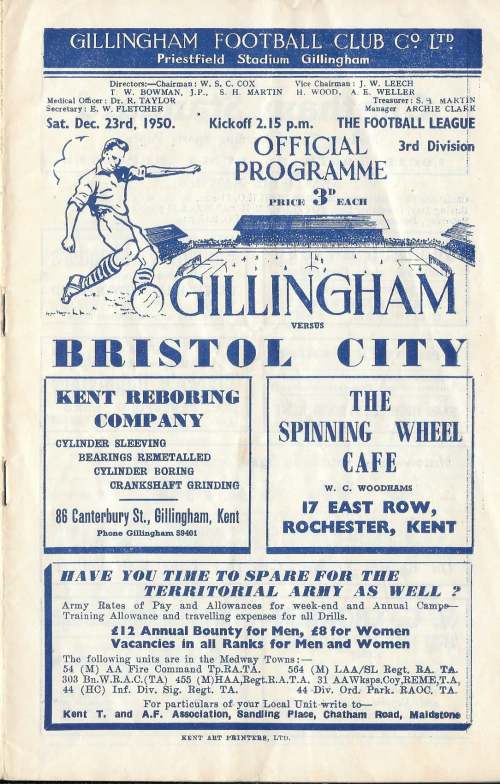 GILLINGHAM FOOTBALL CLUB CO. LTD.
Priestfield Stadium Gillingham
Directors:—Chairman: W. S. C. COX Vice Chairman: J. W. LEECH
T. W. BOWMAN, J.P., S. H. MARTIN H. WOOD, A. E. WELLER
Medical Officer: Dr. R. TAYLOR Treasurer: S. H. MARTIN
Secretary: E. W. FLETCHER Manager ARCHIE CLARK
Sat. Dec. 23rd, 1950. Kickoff 2.15 p.m. THE FOOTBALL LEAGUE
3rd Division
OFFICIAL
PROGRAMME
PRICE 3D EACH
GILLINGHAM
VERSUS
BRISTOL CITY
KENT REBORING
COMPANY
CYLINDER SLEEVING
BEARINGS REMETALLED
CYLINDER BORING
CRANKSHAFT GRINDING
86 Canterbury St., Gillingham, Kent
Phone Gillingham 59401
THE
SPINNING WHEEL
CAFE
W. C. WOODHAMS
17 EAST ROW,
ROCHESTER, KENT
HAVE YOU TIME TO SPARE FOR THE
TERRITORIAL ARMY AS WELL ?
Army Rates of Pay and Allowances for week-end and Annual Camps—
Training Allowance and travelling expenses for all Drills.
£12 Annual Bounty for Men, £8 for Women
Vacancies in all Ranks for Men and Women
The following units are in the Medway Towns:—
54 (M) AA Fire Command Tp.RA.TA. 564 (M) LAA/SL Regt. RA. TA.
303 Bn.W.R.A.C.(TA) 455 (M)HAA,Regt.R.A.T.A. 31 AAWksps.Coy,REME,T.A,
44 (HC) Inf. Div. Sig. Regt. TA. 44 Div. Ord. Park. RAOC, TA.
For particulars of your Local Unit write to—
Kent T. and A.F. Association, Sandling Place, Chatham Road, Maidstone
KENT ART PRINTERS, LTD.